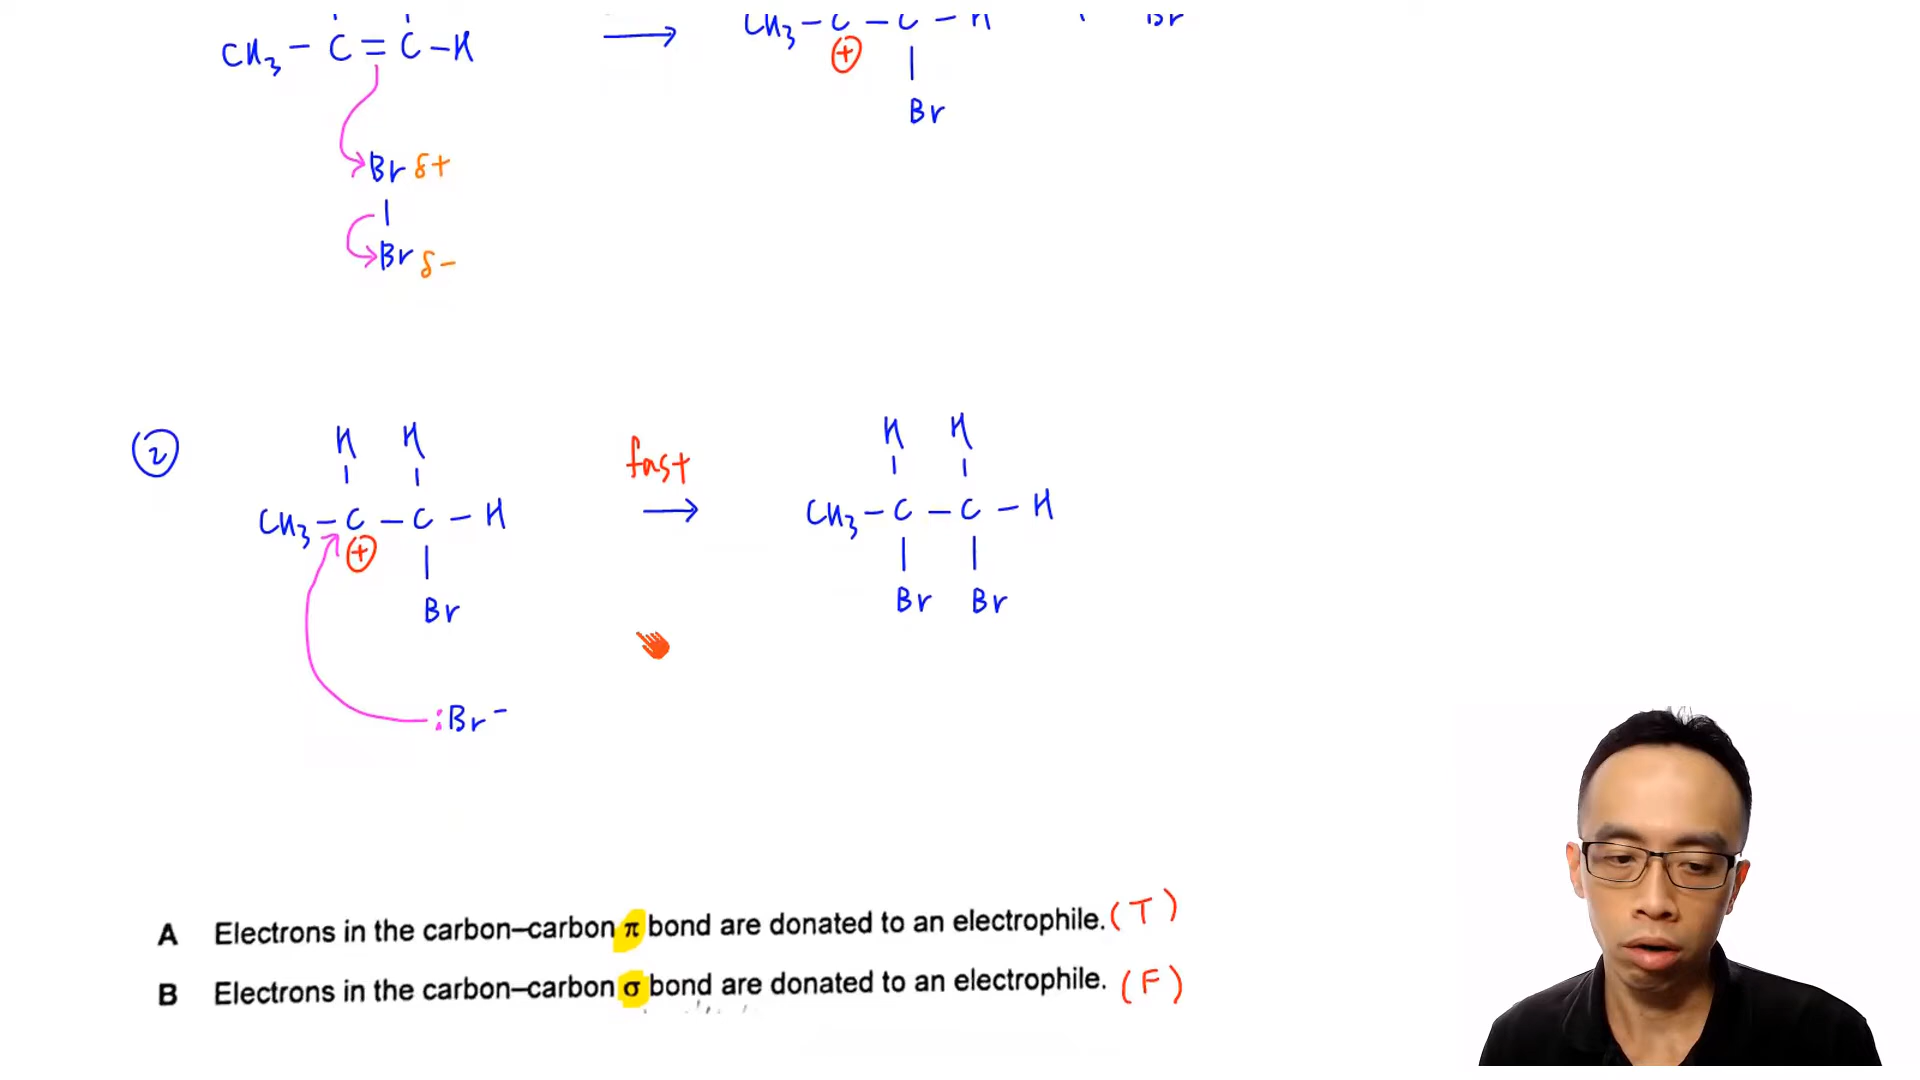 CH3 - C - C - H + Br
CH3 - C = C - H ⟶ ⊕
Br
Br δ+
Br δ-
② H H fast H H
CH3 - C - C - H ⟶ CH3 - C - C - H
⊕
Br Br Br
:Br⁻
A Electrons in the carbon–carbon π bond are donated to an electrophile. (T)
B Electrons in the carbon–carbon σ bond are donated to an electrophile. (F)